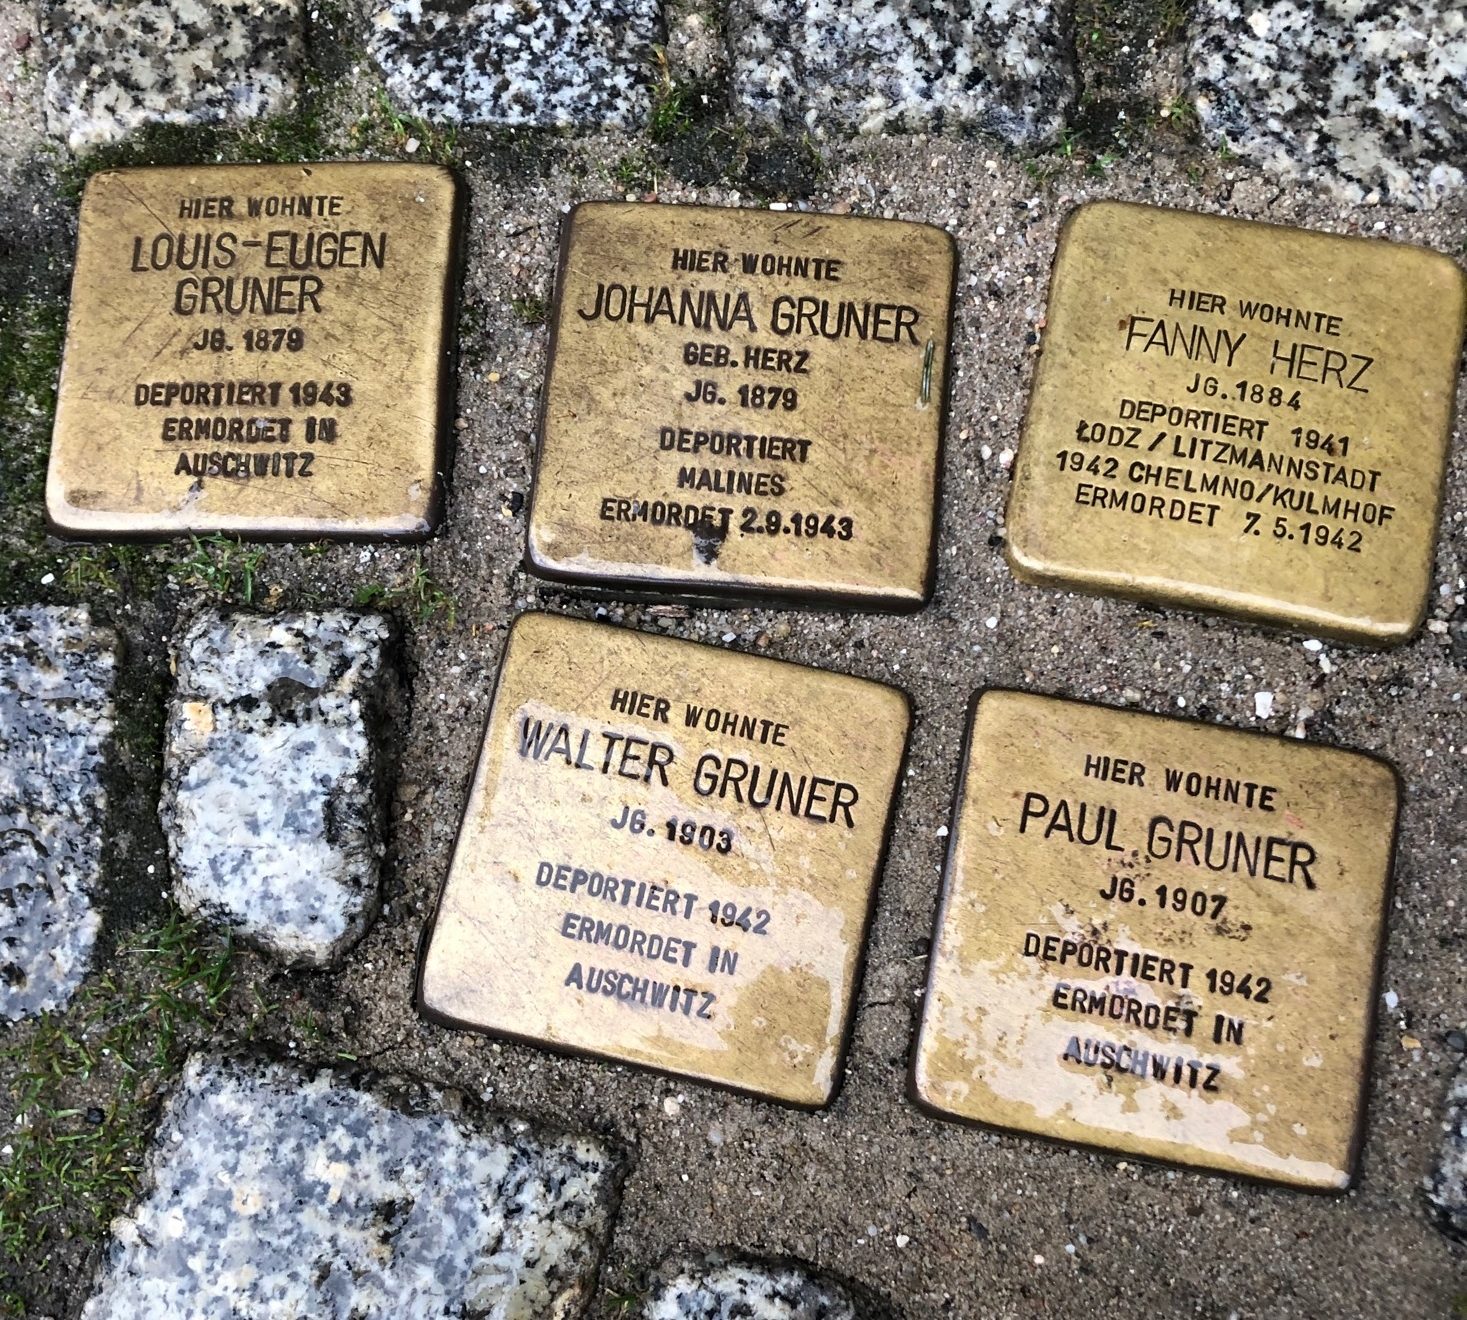 HIER WOHNTE
LOUIS-EUGEN
GRUNER
JG. 1879
DEPORTIERT 1943
ERMORDET IN
AUSCHWITZ
HIER WOHNTE
JOHANNA GRUNER
GEB. HERZ
JG. 1879
DEPORTIERT
MALINES
ERMORDET 2.9.1943
HIER WOHNTE
FANNY HERZ
JG. 1884
DEPORTIERT 1941
ŁODZ / LITZMANNSTADT
1942 CHELMNO/KULMHOF
ERMORDET 7.5.1942
HIER WOHNTE
WALTER GRUNER
JG. 1903
DEPORTIERT 1942
ERMORDET IN
AUSCHWITZ
HIER WOHNTE
PAUL GRUNER
JG. 1907
DEPORTIERT 1942
ERMORDET IN
AUSCHWITZ